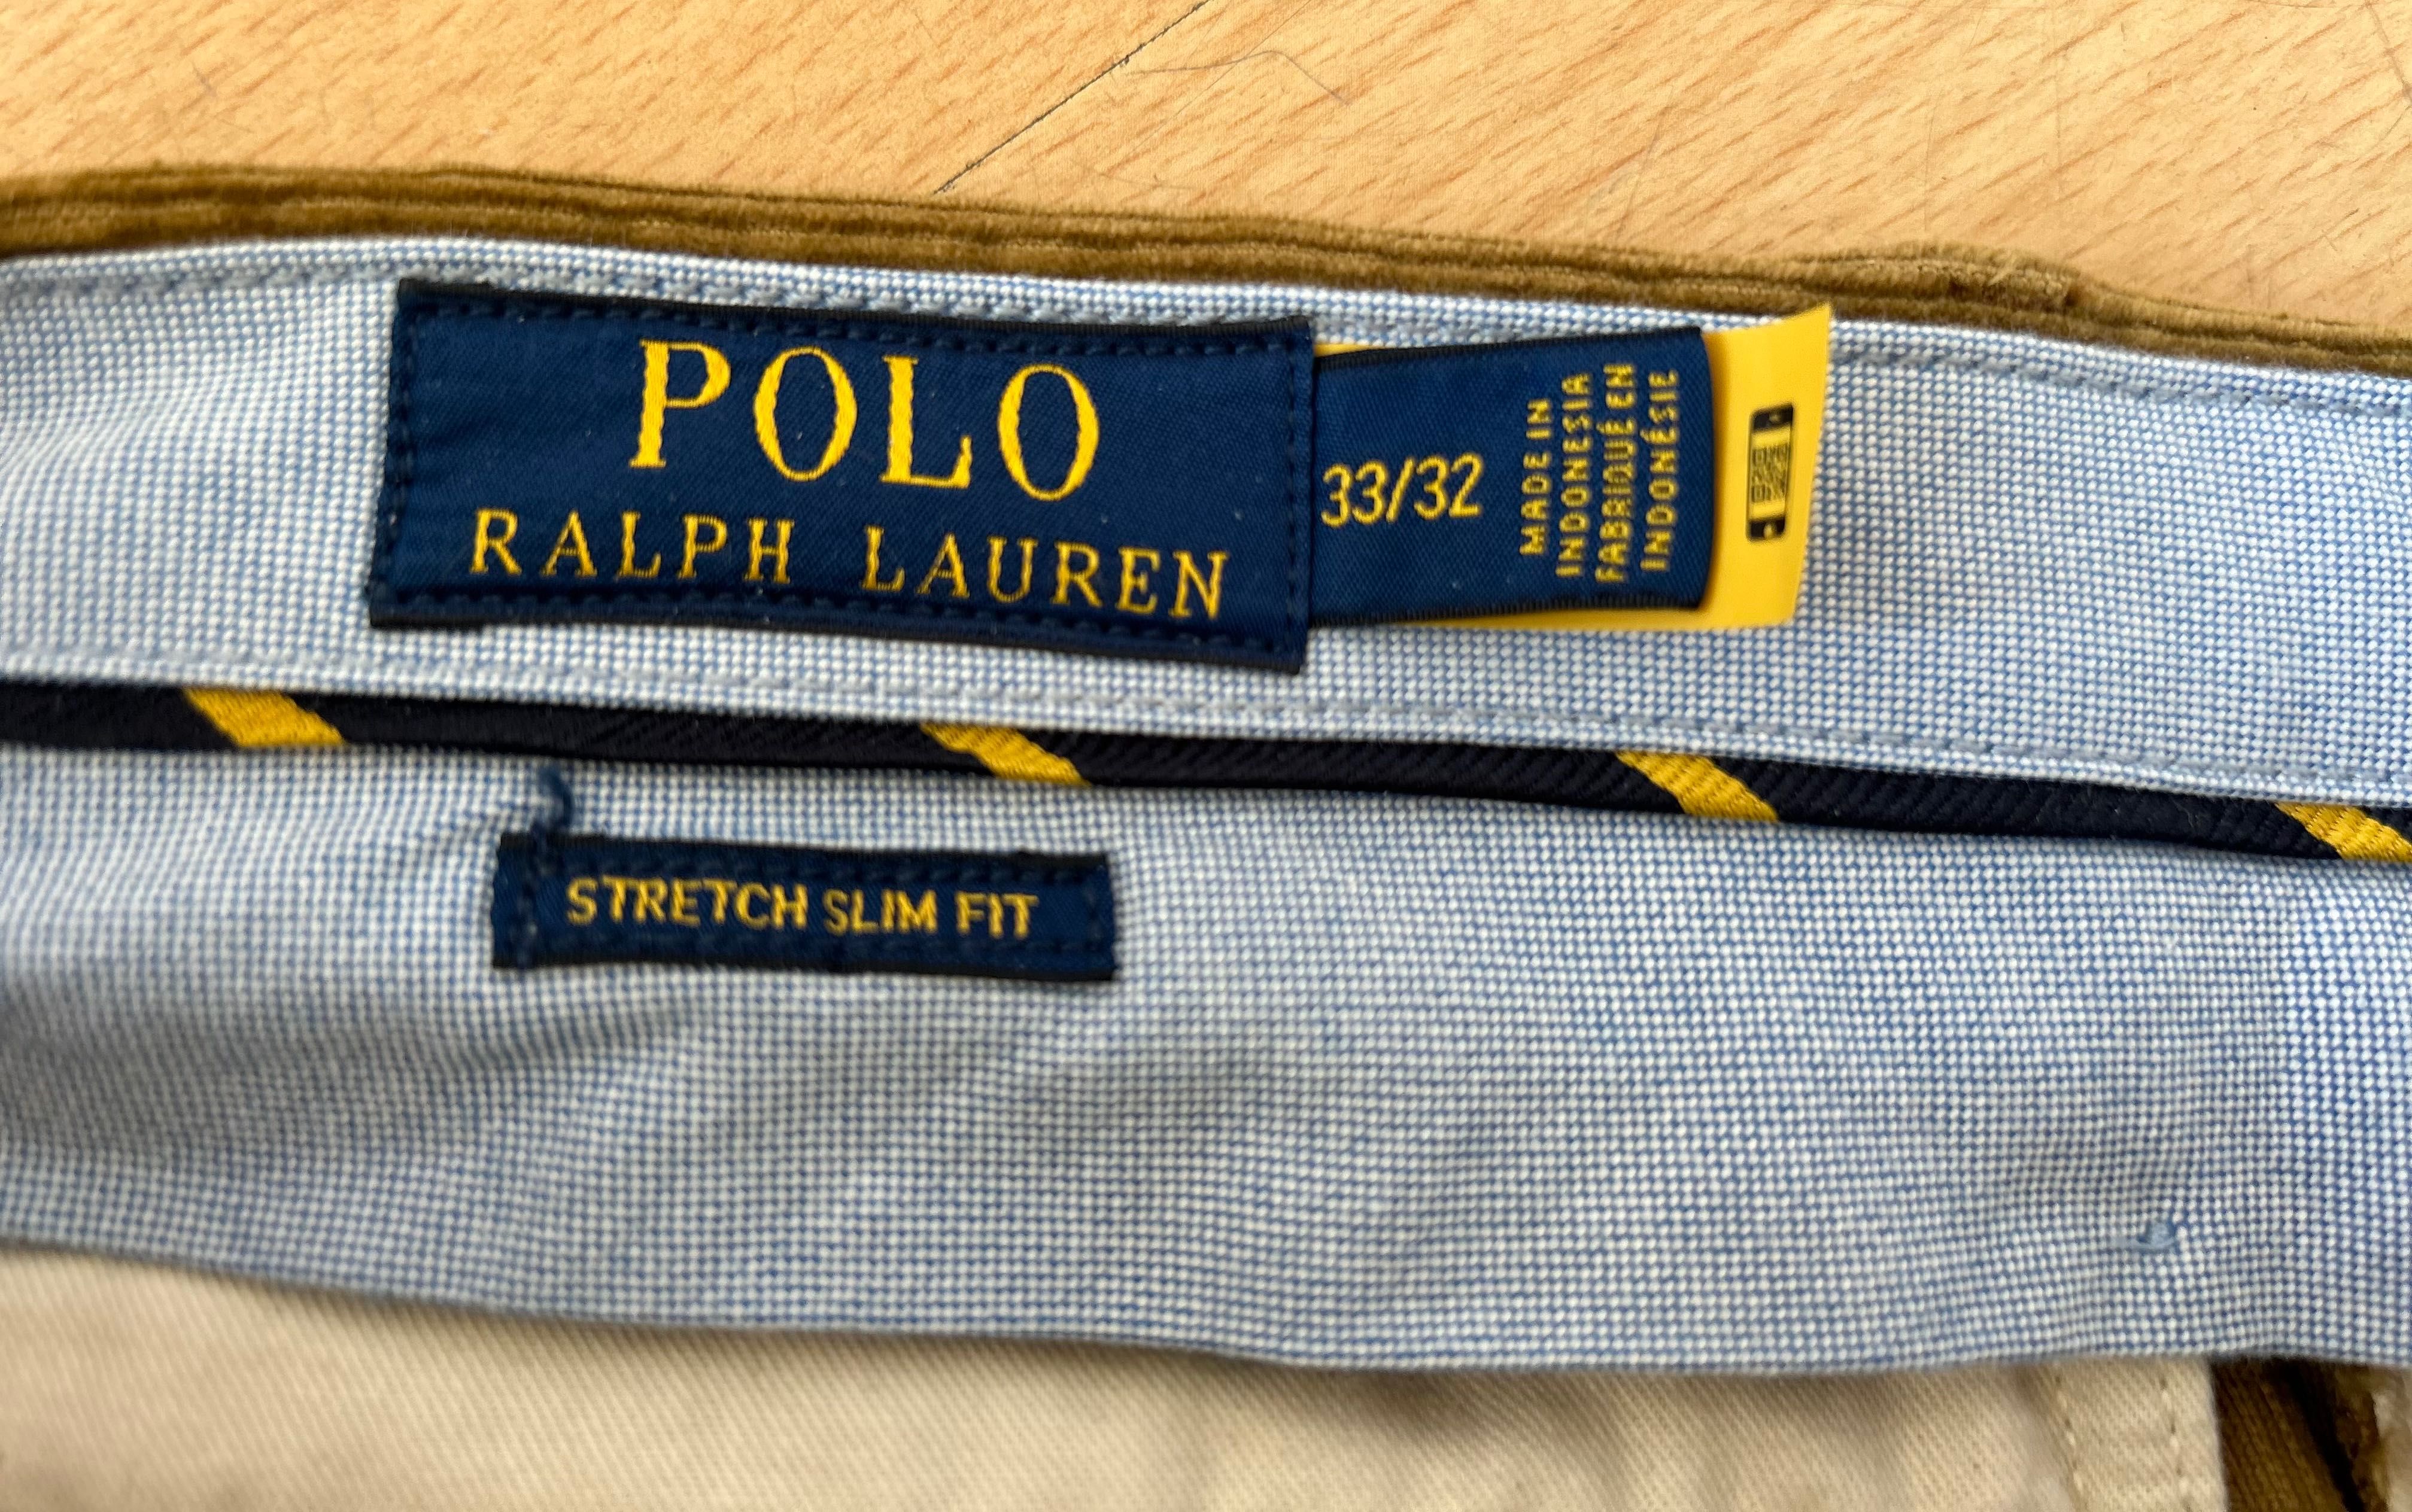 POLO
RALPH LAUREN
33/32
MADE IN
INDONESIA
FABRIQUÉ EN
INDONÉSIE
STRETCH SLIM FIT